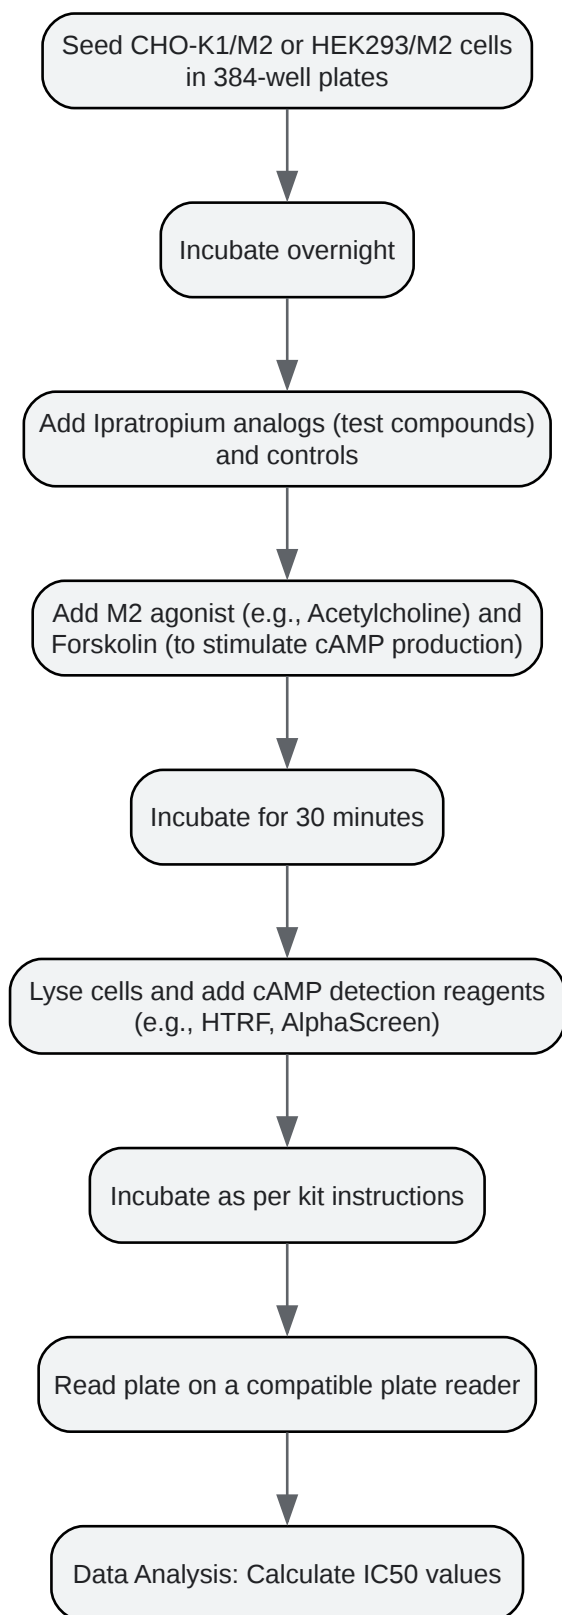 Seed CHO-K1/M2 or HEK293/M2 cells
in 384-well plates
Incubate overnight
Add Ipratropium analogs (test compounds)
and controls
Add M2 agonist (e.g., Acetylcholine) and
Forskolin (to stimulate cAMP production)
Incubate for 30 minutes
Lyse cells and add cAMP detection reagents
(e.g., HTRF, AlphaScreen)
Incubate as per kit instructions
Read plate on a compatible plate reader
Data Analysis: Calculate IC50 values